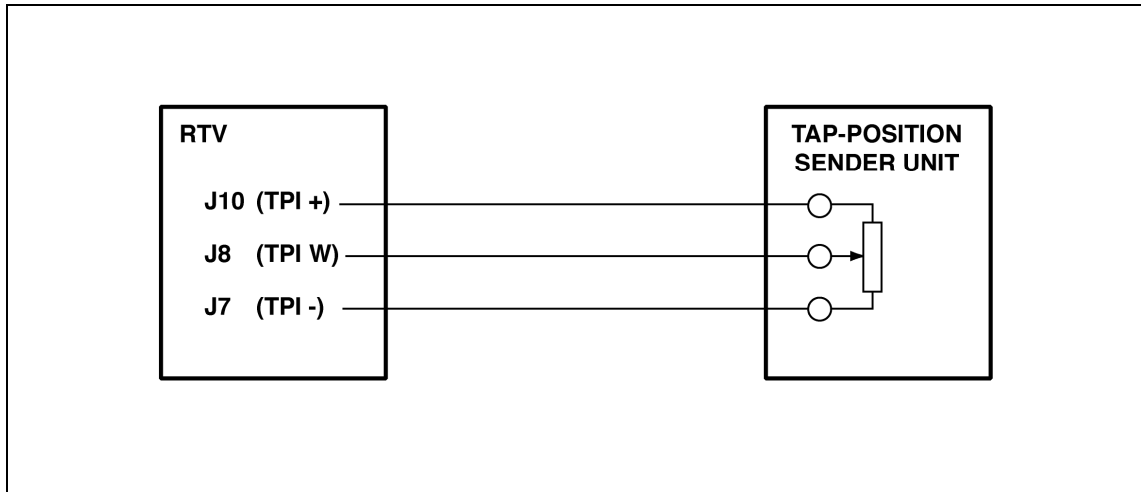 RTV
J10 (TPI +)
J8 (TPI W)
J7 (TPI -)
TAP-POSITION
SENDER UNIT